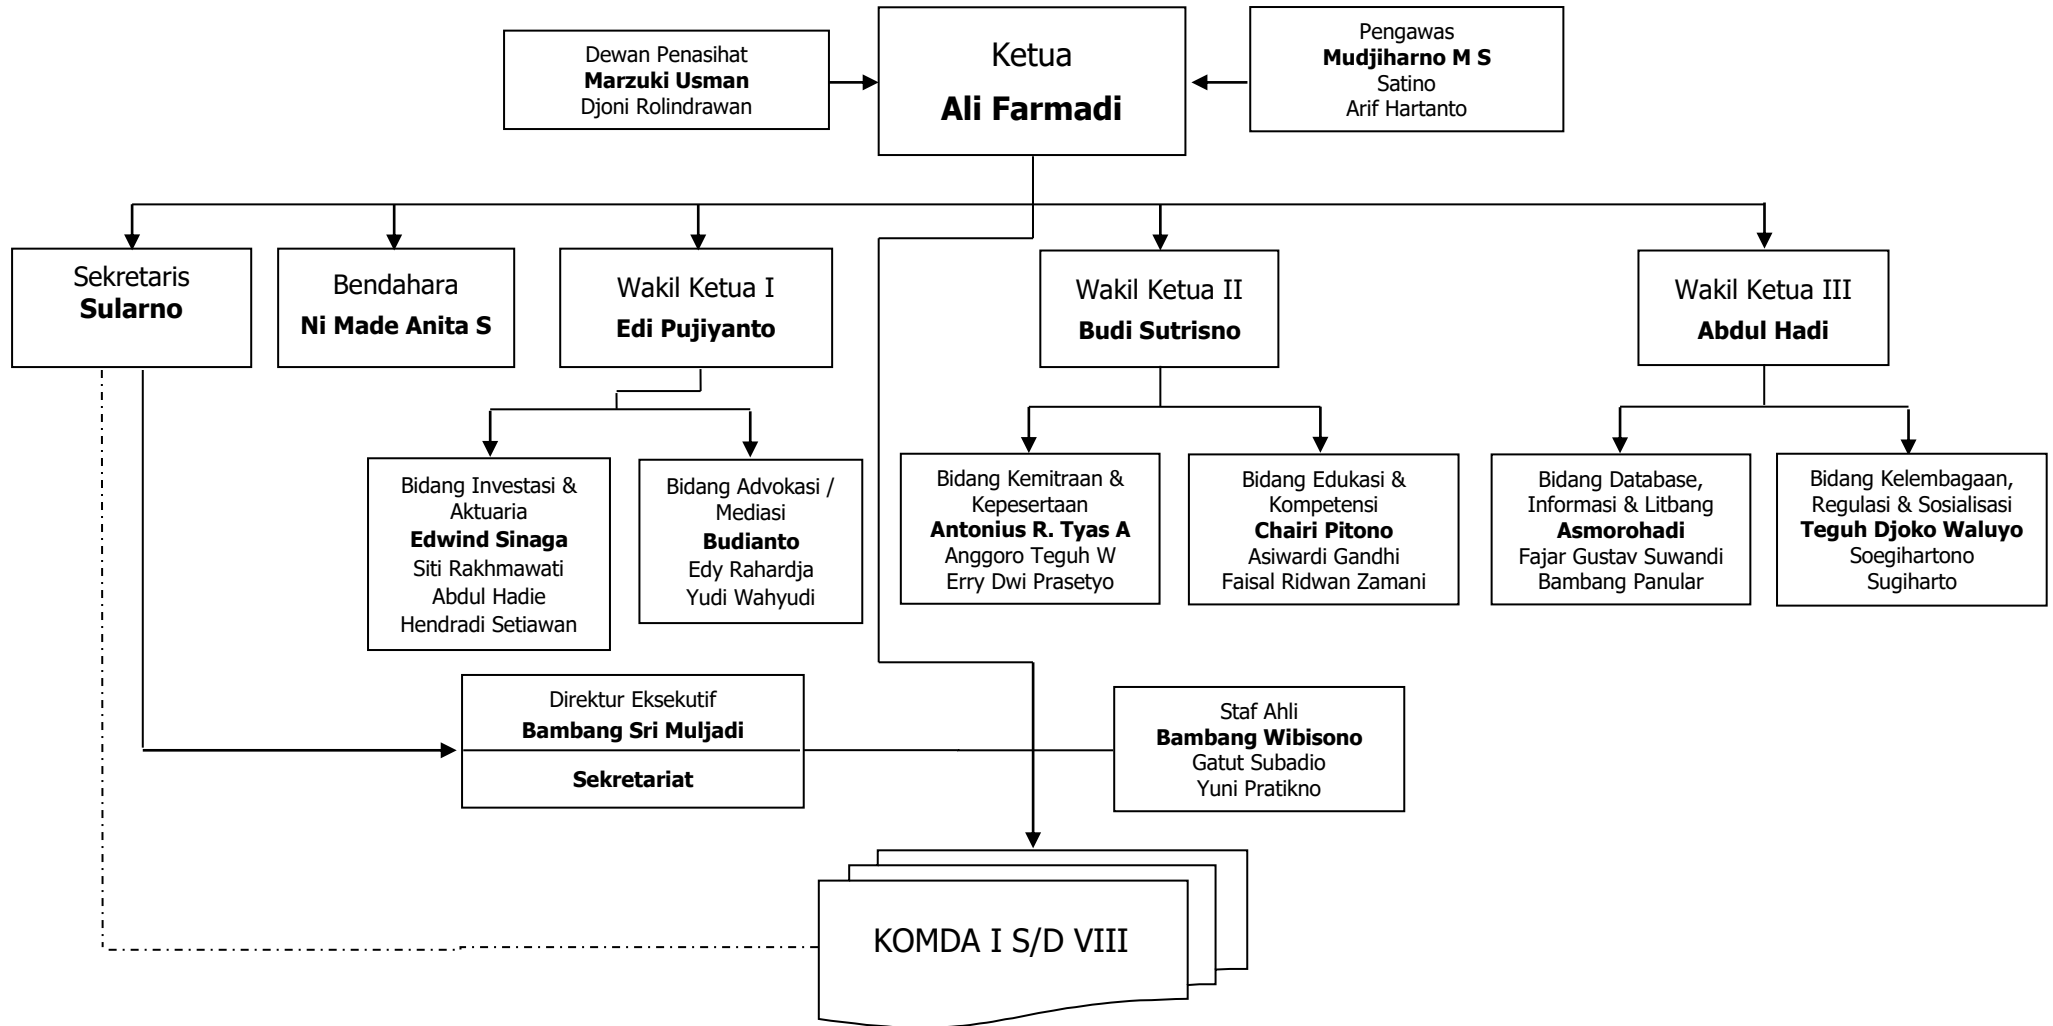 Dewan Penasihat
Marzuki Usman
Djoni Rolindrawan
Ketua
Ali Farmadi
Pengawas
Mudjiharno M S
Satino
Arif Hartanto
Sekretaris
Sularno
Bendahara
Ni Made Anita S
Wakil Ketua I
Edi Pujiyanto
Wakil Ketua II
Budi Sutrisno
Wakil Ketua III
Abdul Hadi
Bidang Investasi &
Aktuaria
Edwind Sinaga
Siti Rakhmawati
Abdul Hadie
Hendradi Setiawan
Bidang Advokasi /
Mediasi
Budianto
Edy Rahardja
Yudi Wahyudi
Bidang Kemitraan &
Kepesertaan
Antonius R. Tyas A
Anggoro Teguh W
Erry Dwi Prasetyo
Bidang Edukasi &
Kompetensi
Chairi Pitono
Asiwardi Gandhi
Faisal Ridwan Zamani
Bidang Database,
Informasi & Litbang
Asmorohadi
Fajar Gustav Suwandi
Bambang Panular
Bidang Kelembagaan,
Regulasi & Sosialisasi
Teguh Djoko Waluyo
Soegihartono
Sugiharto
Direktur Eksekutif
Bambang Sri Muljadi
Sekretariat
Staf Ahli
Bambang Wibisono
Gatut Subadio
Yuni Pratikno
KOMDA I S/D VIII